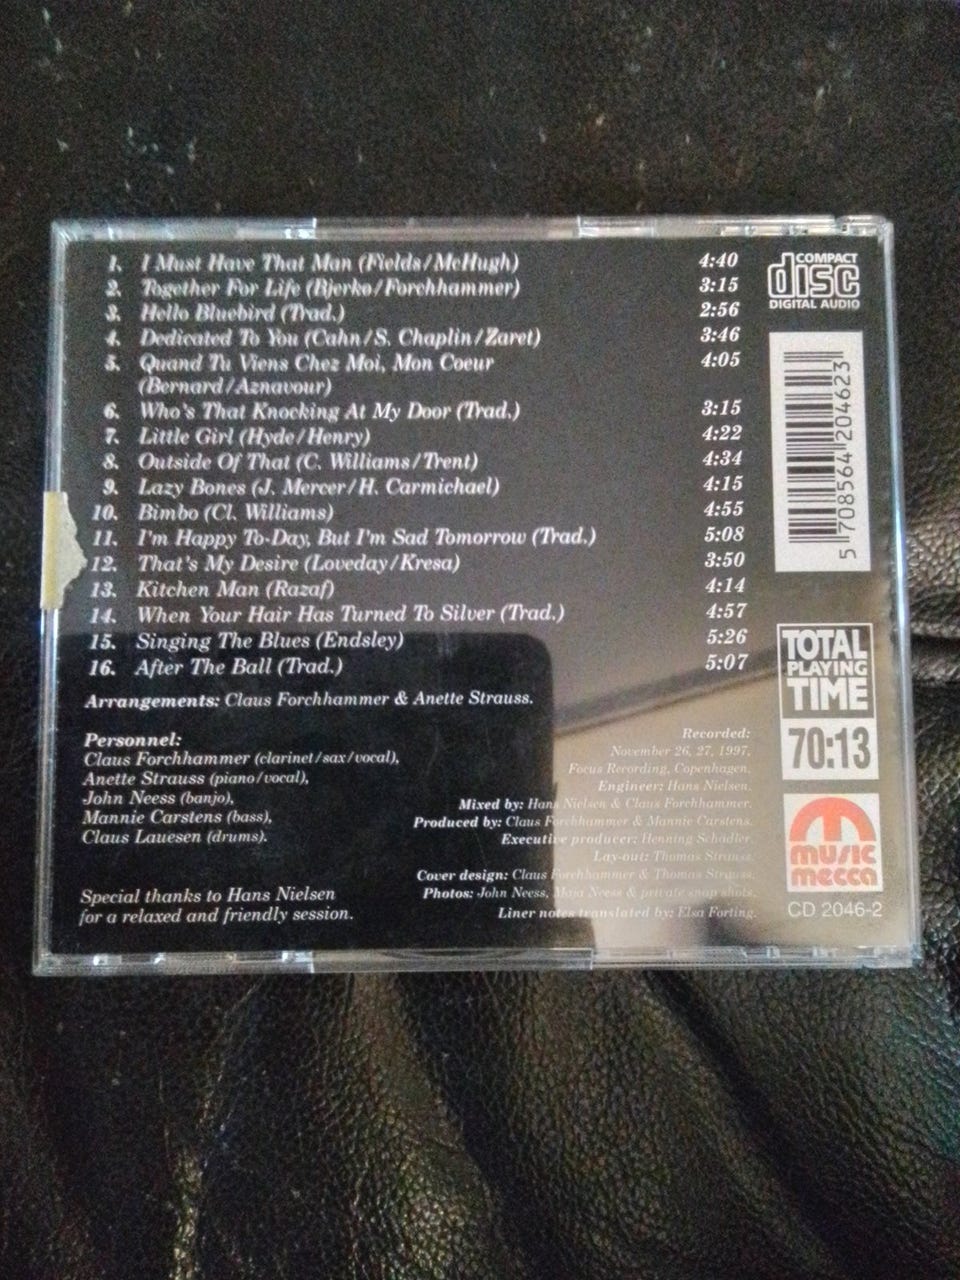 1. I Must Have That Man (Fields/McHugh) 4:40
2. Together For Life (Bjerko/Forchhammer) 3:15
3. Hello Bluebird (Trad.) 2:56
4. Dedicated To You (Cahn/S. Chaplin/Zaret) 3:46
5. Quand Tu Viens Chez Moi, Mon Coeur 4:05
(Bernard/Aznavour)
6. Who's That Knocking At My Door (Trad.) 3:15
7. Little Girl (Hyde/Henry) 4:22
8. Outside Of That (C. Williams/Trent) 4:34
9. Lazy Bones (J. Mercer/H. Carmichael) 4:15
10. Bimbo (Cl. Williams) 4:55
11. I'm Happy To-Day, But I'm Sad Tomorrow (Trad.) 5:08
12. That's My Desire (Loveday/Kresa) 3:50
13. Kitchen Man (Razaf) 4:14
14. When Your Hair Has Turned To Silver (Trad.) 4:57
15. Singing The Blues (Endsley) 5:26
16. After The Ball (Trad.) 5:07
Arrangements: Claus Forchhammer & Anette Strauss.
Personnel:
Claus Forchhammer (clarinet/sax/vocal),
Anette Strauss (piano/vocal),
John Neess (banjo),
Mannie Carstens (bass),
Claus Lauesen (drums).
Special thanks to Hans Nielsen
for a relaxed and friendly session.
Recorded:
November 26, 27, 1997,
Focus Recording, Copenhagen.
Engineer: Hans Nielsen.
Mixed by: Hans Nielsen & Claus Forchhammer.
Produced by: Claus Forchhammer & Mannie Carstens.
Executive producer: Henning Schädler.
Lay-out: Thomas Strauss.
Cover design: Claus Forchhammer & Thomas Strauss.
Photos: John Neess, Maja Neess & private snap shots.
Liner notes translated by: Elsa Forting.
COMPACT
disc
DIGITAL AUDIO
5 708564 204623
TOTAL
PLAYING
TIME
70:13
music
mecca
CD 2046-2